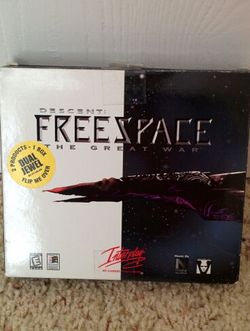 DESCENT:
FREESPACE
THE GREAT WAR
2 PRODUCTS - 1 BOX
DUAL
JEWEL
FLIP ME OVER
Interplay